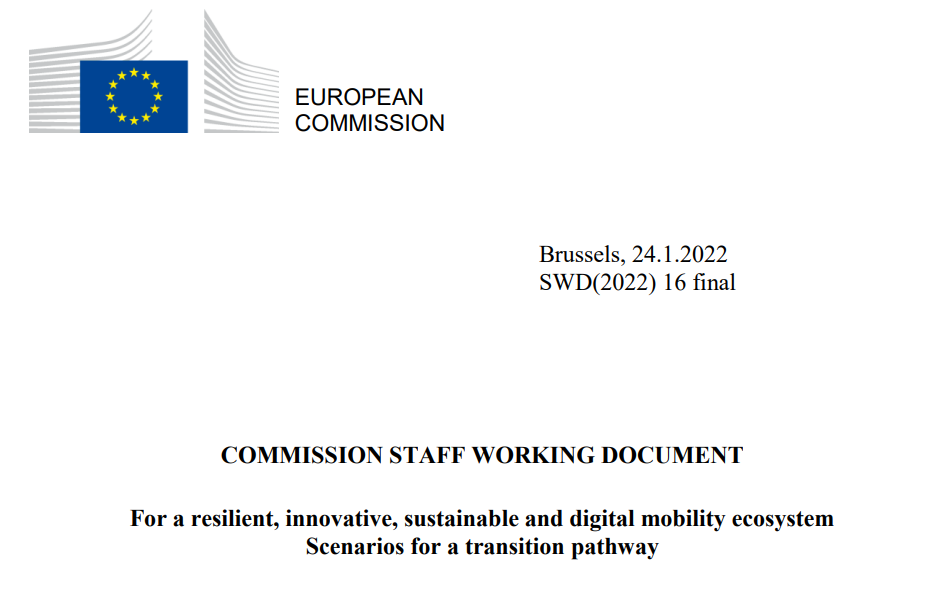 EUROPEAN
COMMISSION
Brussels, 24.1.2022
SWD(2022) 16 final
COMMISSION STAFF WORKING DOCUMENT
For a resilient, innovative, sustainable and digital mobility ecosystem
Scenarios for a transition pathway